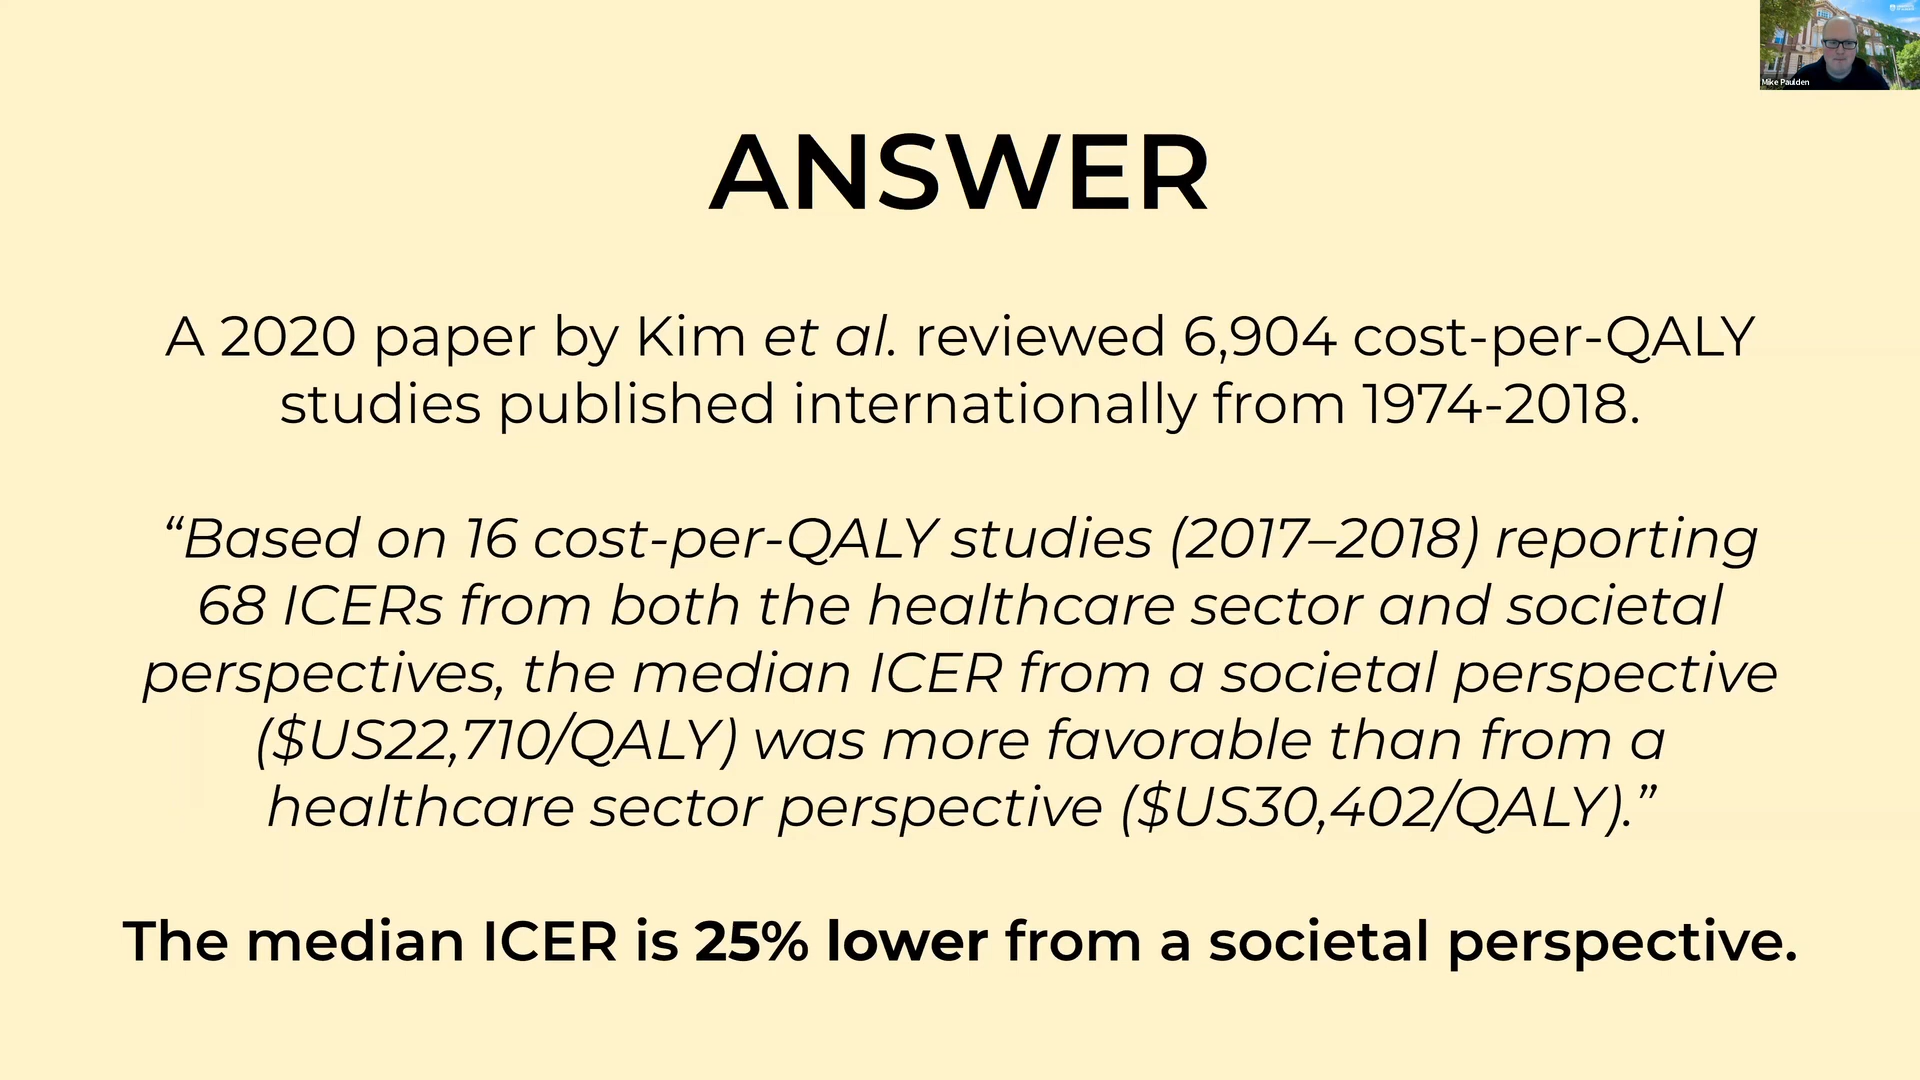 Mike Paulden
ANSWER
A 2020 paper by Kim et al. reviewed 6,904 cost-per-QALY
studies published internationally from 1974-2018.
“Based on 16 cost-per-QALY studies (2017–2018) reporting
68 ICERs from both the healthcare sector and societal
perspectives, the median ICER from a societal perspective
($US22,710/QALY) was more favorable than from a
healthcare sector perspective ($US30,402/QALY).”
The median ICER is 25% lower from a societal perspective.